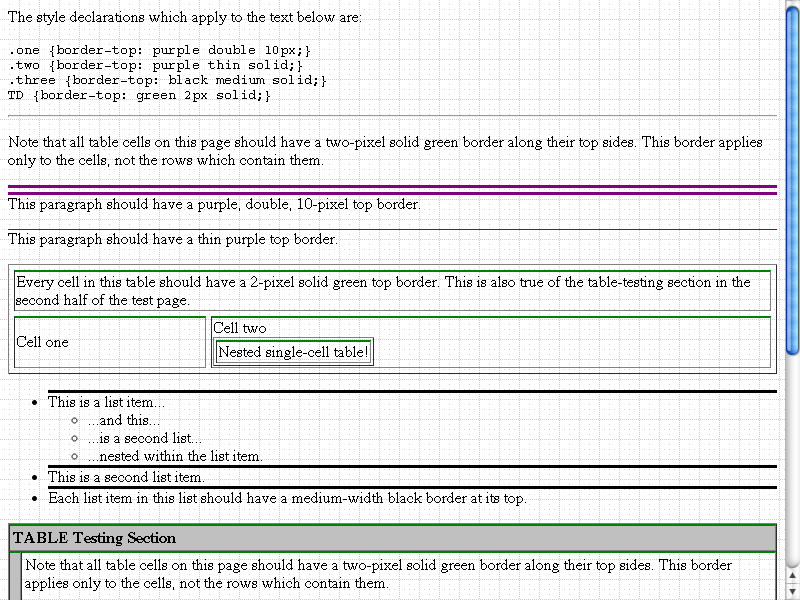 The style declarations which apply to the text below are:
.one {border-top: purple double 10px;}
.two {border-top: purple thin solid;}
.three {border-top: black medium solid;}
TD {border-top: green 2px solid;}
Note that all table cells on this page should have a two-pixel solid green border along their top sides. This border applies
only to the cells, not the rows which contain them.
This paragraph should have a purple, double, 10-pixel top border.
This paragraph should have a thin purple top border.
Every cell in this table should have a 2-pixel solid green top border. This is also true of the table-testing section in the
second half of the test page.
Cell one
Cell two
Nested single-cell table!
This is a list item...
...and this...
...is a second list...
...nested within the list item.
This is a second list item.
Each list item in this list should have a medium-width black border at its top.
TABLE Testing Section
Note that all table cells on this page should have a two-pixel solid green border along their top sides. This border
applies only to the cells, not the rows which contain them.